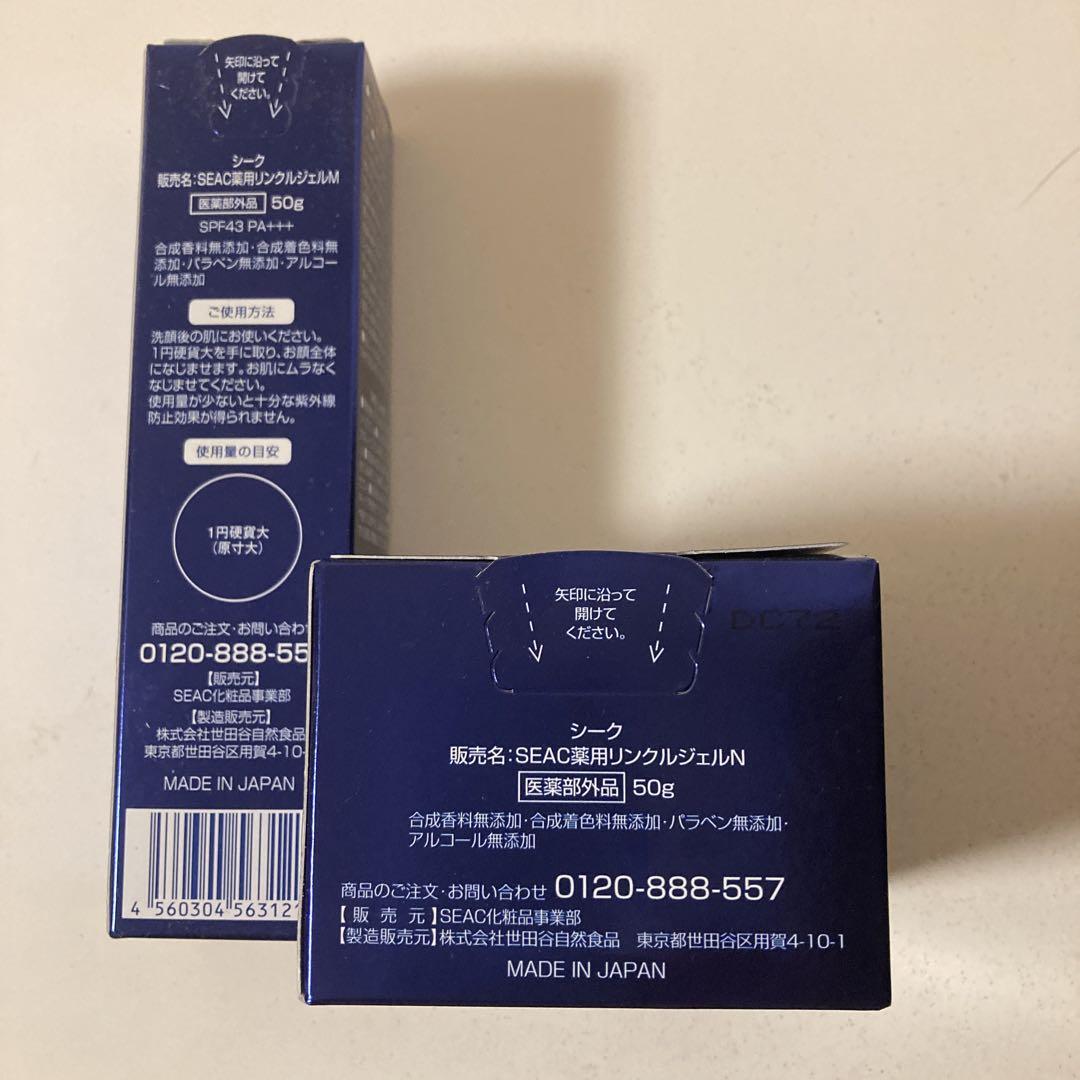 矢印に沿って
開けて
ください。
シーク
販売名:SEAC薬用リンクルジェルM
医薬部外品 50g
SPF43 PA+++
合成香料無添加・合成着色料無
添加・パラベン無添加・アルコー
ル無添加
ご使用方法
洗顔後の肌にお使いください。
1円硬貨大を手に取り、お顔全体
になじませます。お肌にムラなく
なじませてください。
使用量が少ないと十分な紫外線
防止効果が得られません。
使用量の目安
1円硬貨大
(原寸大)
商品のご注文・お問い合わ
0120-888-55
【販売元】
SEAC化粧品事業部
【製造販売元】
株式会社世田谷自然食品
東京都世田谷区用賀4-10-
MADE IN JAPAN
4 560304 563121
矢印に沿って
開けて
ください。
DC72
シーク
販売名:SEAC薬用リンクルジェルN
医薬部外品 50g
合成香料無添加・合成着色料無添加・パラベン無添加・
アルコール無添加
商品のご注文・お問い合わせ 0120-888-557
【販売元】SEAC化粧品事業部
【製造販売元】株式会社世田谷自然食品 東京都世田谷区用賀4-10-1
MADE IN JAPAN